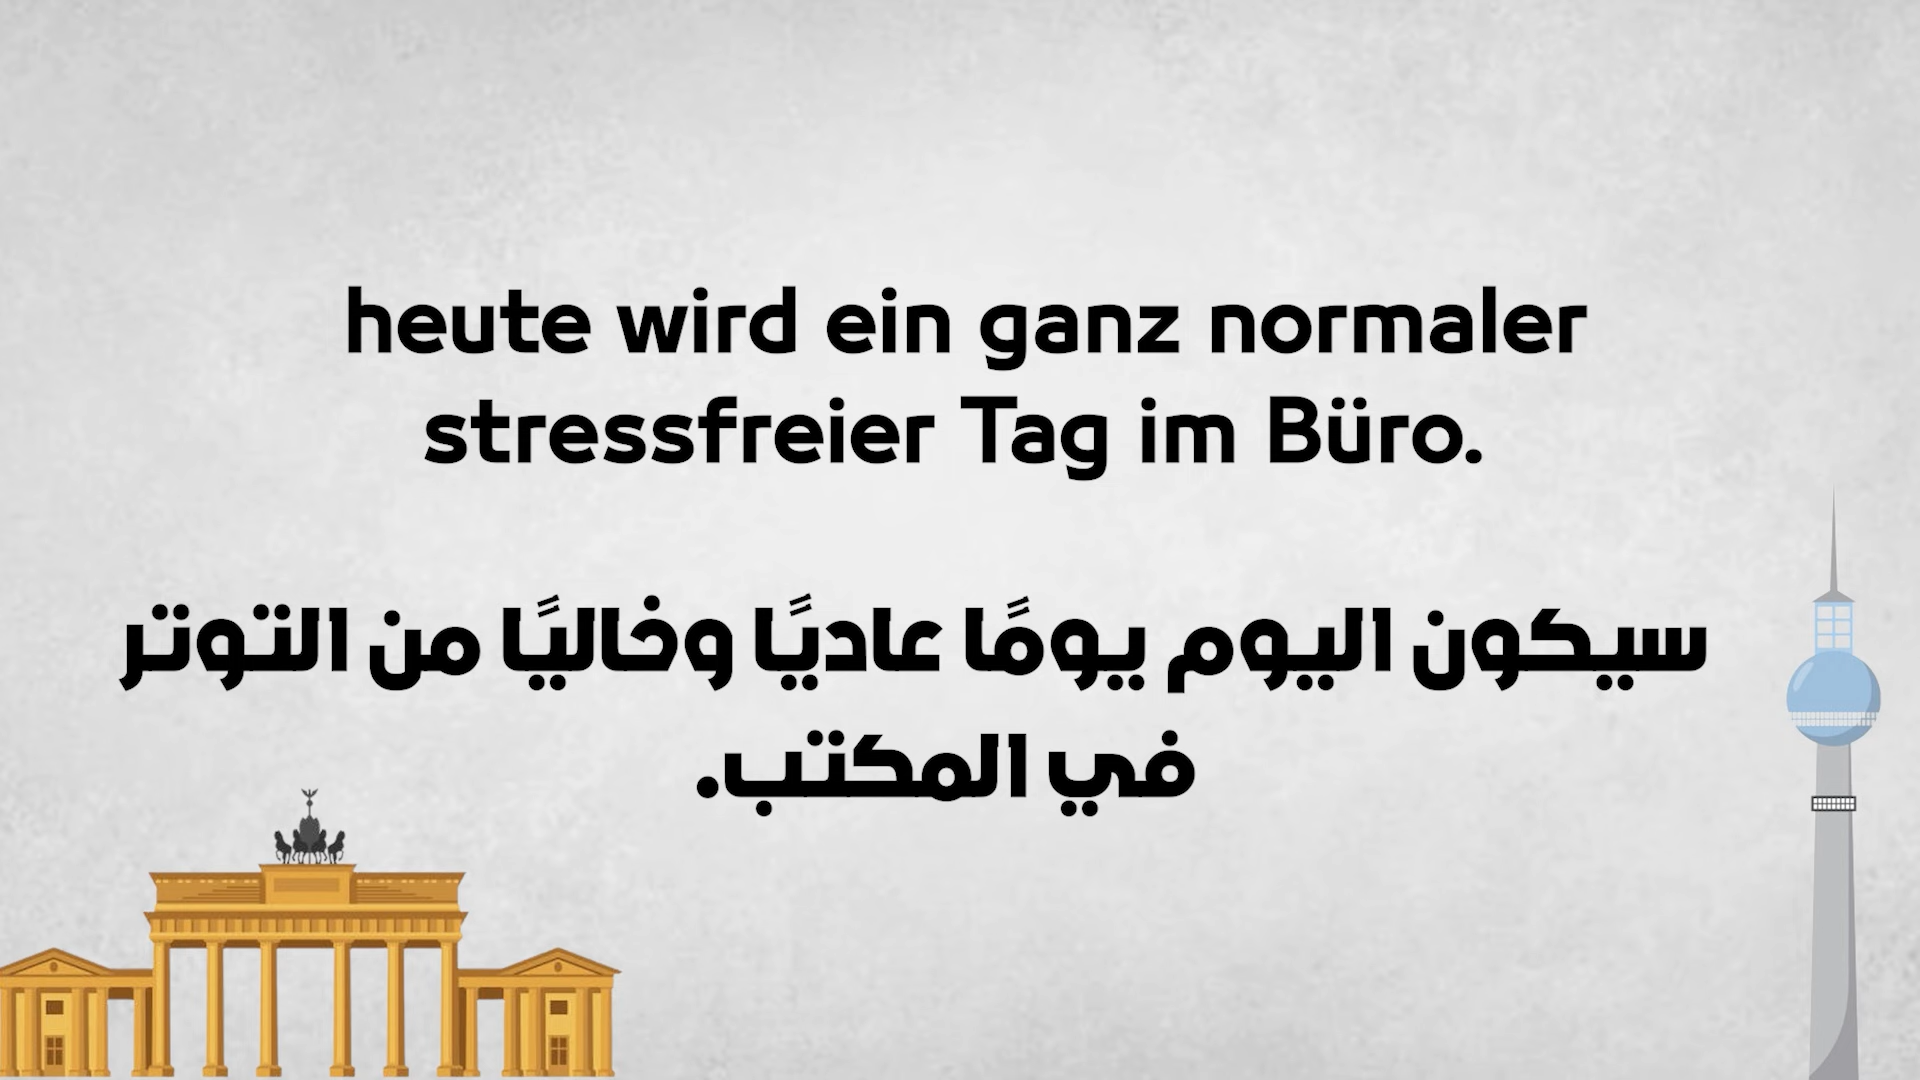 heute wird ein ganz normaler
stressfreier Tag im Büro.
سيكون اليوم يومًا عاديًا وخاليًا من التوتر
في المكتب.